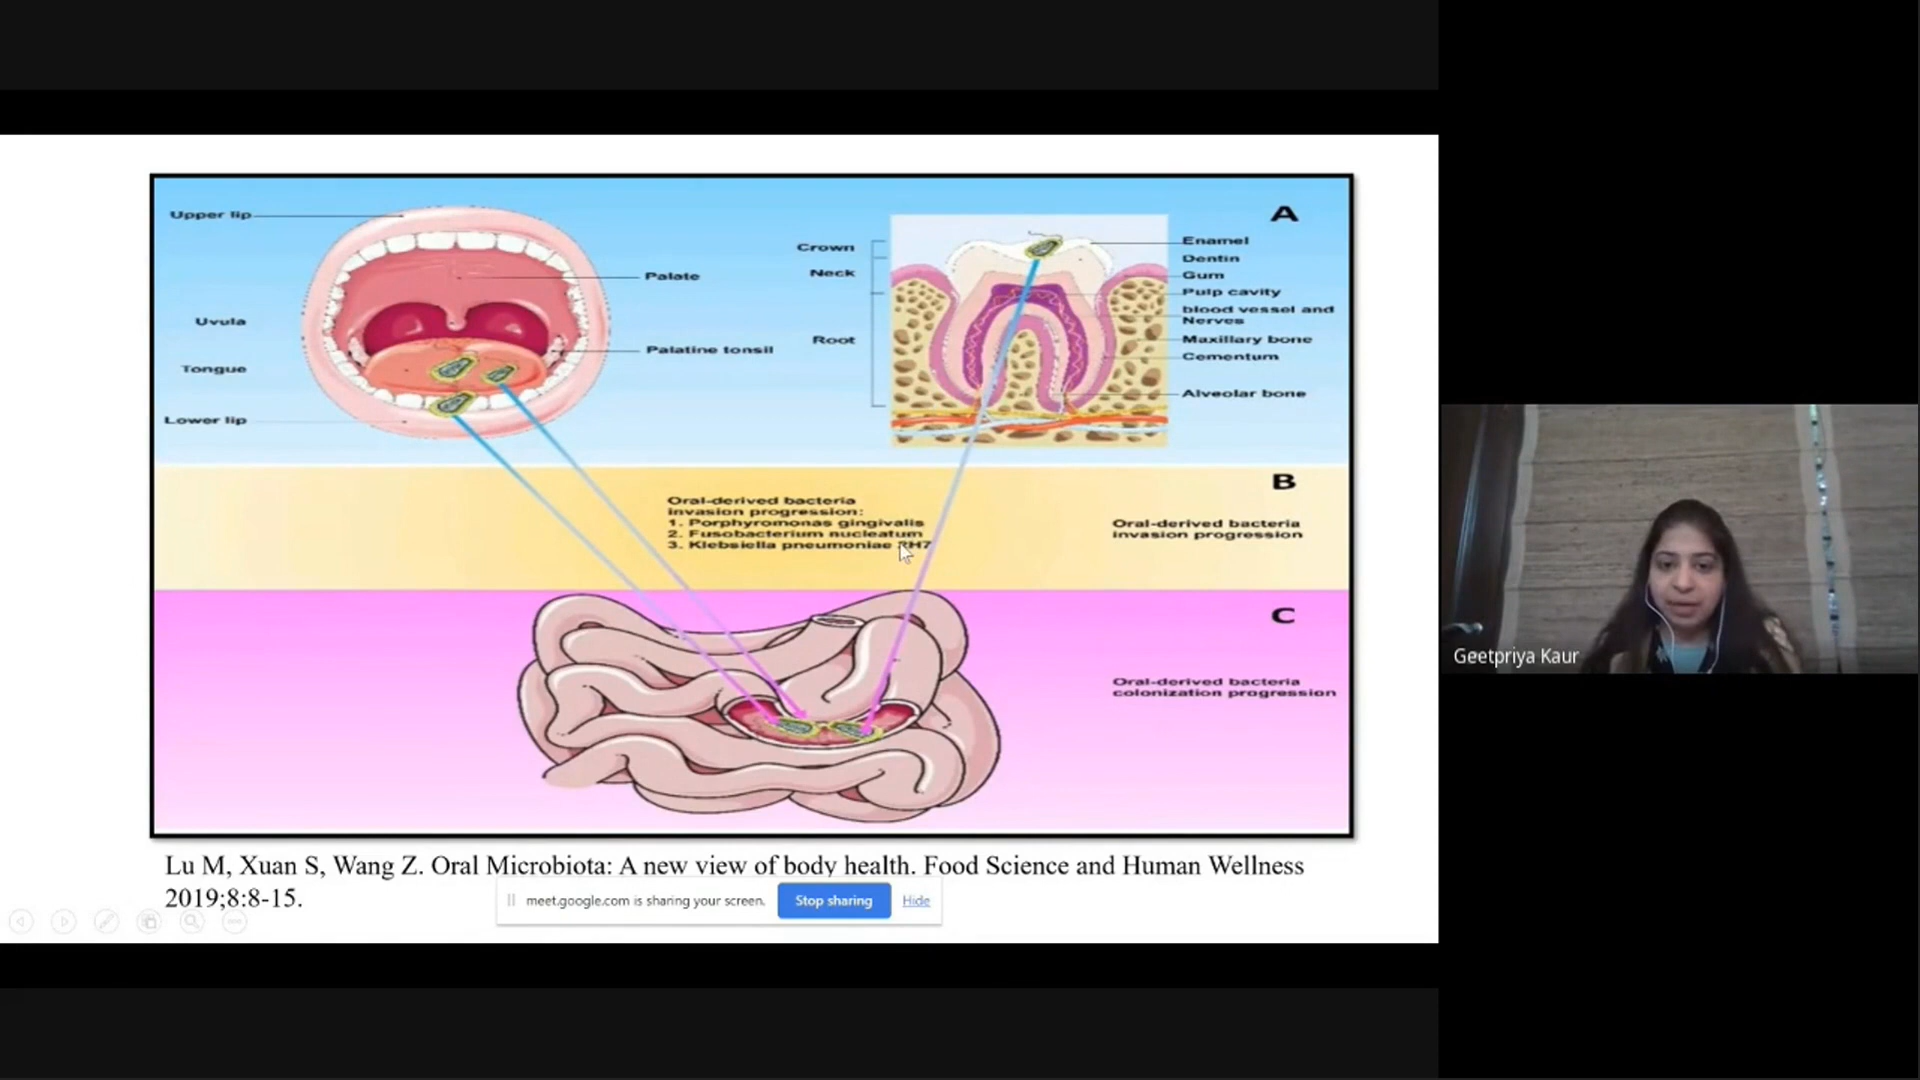 A
Upper lip
Palate
Uvula
Palatine tonsil
Tongue
Lower lip
Crown
Neck
Root
Enamel
Dentin
Gum
Pulp cavity
blood vessel and
Nerves
Maxillary bone
Cementum
Alveolar bone
B
Oral-derived bacteria
invasion progression:
1. Porphyromonas gingivalis
2. Fusobacterium nucleatum
3. Klebsiella pneumoniae
Oral-derived bacteria
invasion progression
C
Oral-derived bacteria
colonization progression
Lu M, Xuan S, Wang Z. Oral Microbiota: A new view of body health. Food Science and Human Wellness
2019;8:8-15.
meet.google.com is sharing your screen.
Stop sharing
Hide
Geetpriya Kaur